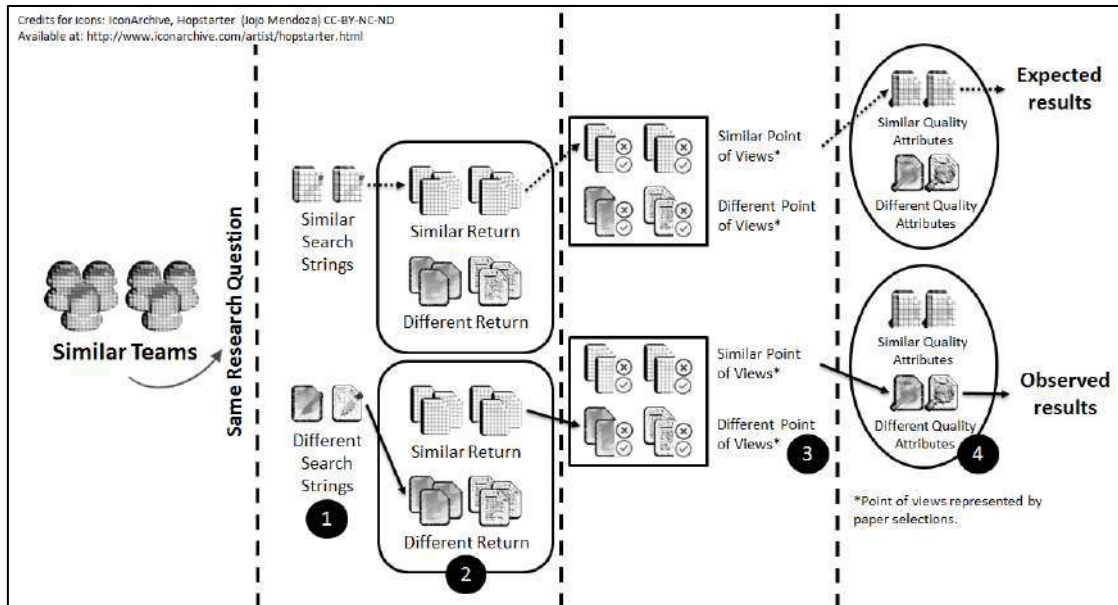 Credits for Icons: IconArchive, Hopstarter (Jojo Mendoza) CC-BY-NC-ND
Available at: http://www.iconarchive.com/artist/hopstarter.html
Similar Teams
Same Research Question
Similar
Search
Strings
Different
Search
Strings
1
Similar Return
Different Return
Similar Return
Different Return
2
Similar Point
of Views*
Different Point
of Views*
Similar Point
of Views*
Different Point
of Views*
3
Similar Quality
Attributes
Different Quality
Attributes
Expected
results
Similar Quality
Attributes
Different Quality
Attributes
4
Observed
results
*Point of views represented by
paper selections.